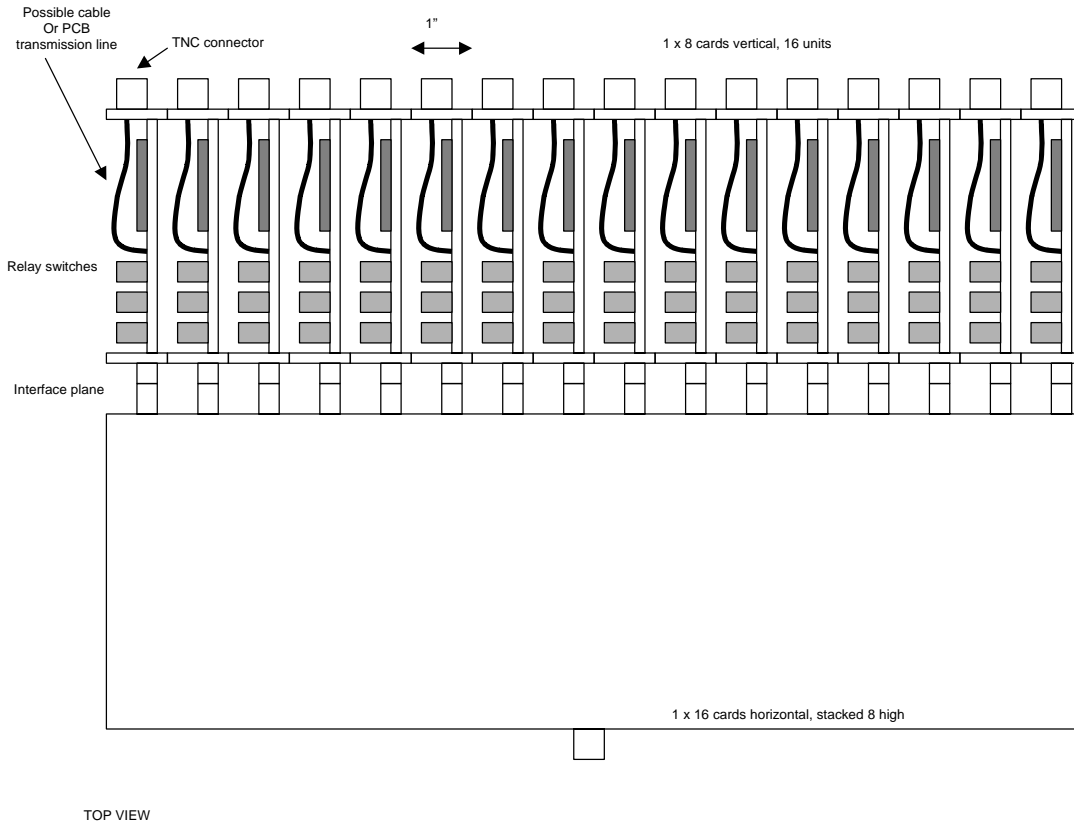 Possible cable
Or PCB
transmission line
TNC connector
1”
1 x 8 cards vertical, 16 units
Relay switches
Interface plane
1 x 16 cards horizontal, stacked 8 high
TOP VIEW